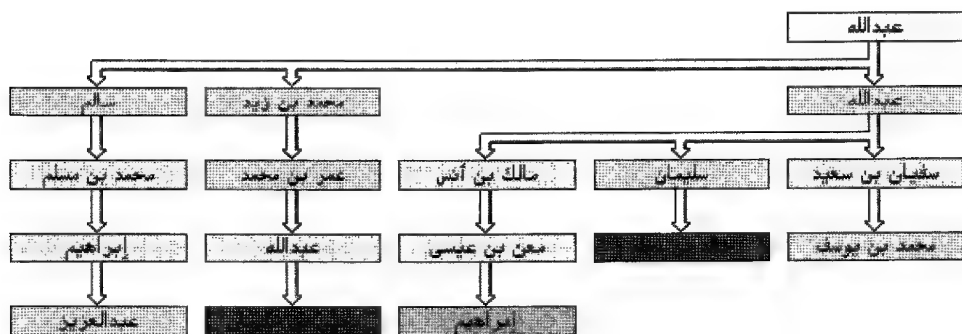 عبدالله
سالم محمد بن زيد عبدالله
محمد بن مسلم عمر بن محمد مالك بن أنس سليمان سفيان بن سعيد
إبراهيم عبدالله معن بن عيسى محمد بن يوسف
عبدالعزيز إبراهيم